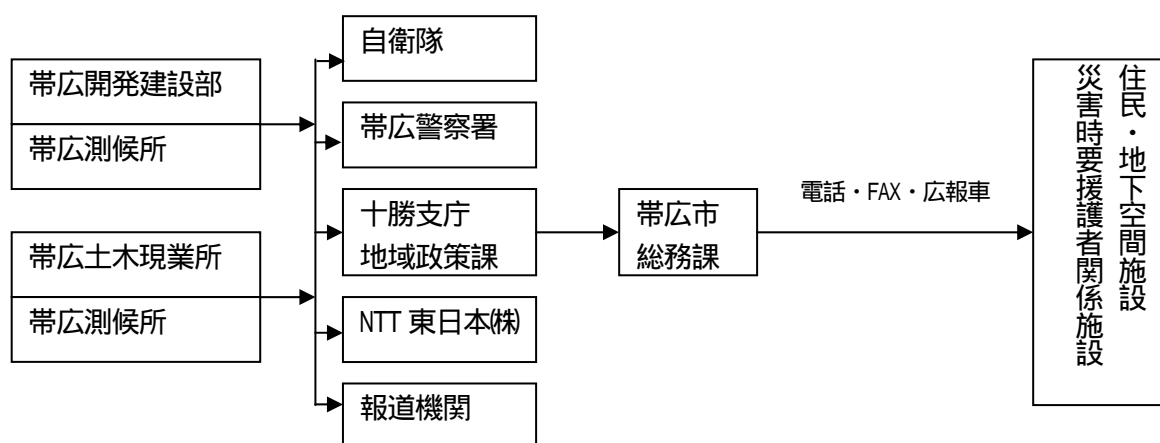 帯広開発建設部
帯広測候所
帯広土木現業所
帯広測候所
自衛隊
帯広警察署
十勝支庁
地域政策課
NTT 東日本㈱
報道機関
帯広市
総務課
電話・FAX・広報車
住民・地下空間施設
災害時要援護者関係施設